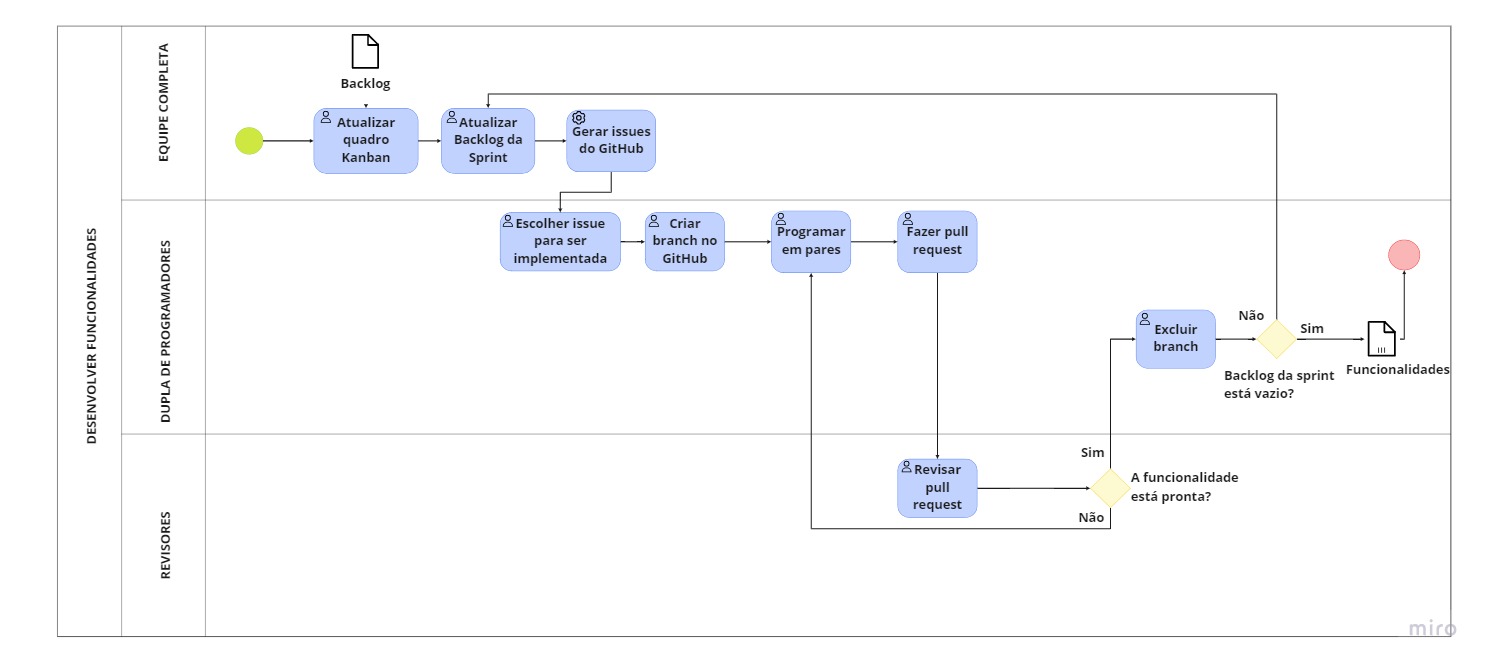 DESENVOLVER FUNCIONALIDADES
EQUIPE COMPLETA
Backlog
Atualizar
quadro
Kanban
Atualizar
Backlog da
Sprint
Gerar issues
do GitHub
DUPLA DE PROGRAMADORES
Escolher issue
para ser
implementada
Criar
branch no
GitHub
Programar
em pares
Fazer pull
request
Excluir
branch
Não
Sim
Backlog da sprint
está vazio?
Funcionalidades
REVISORES
Revisar
pull
request
Sim
A funcionalidade
está pronta?
Não
miro